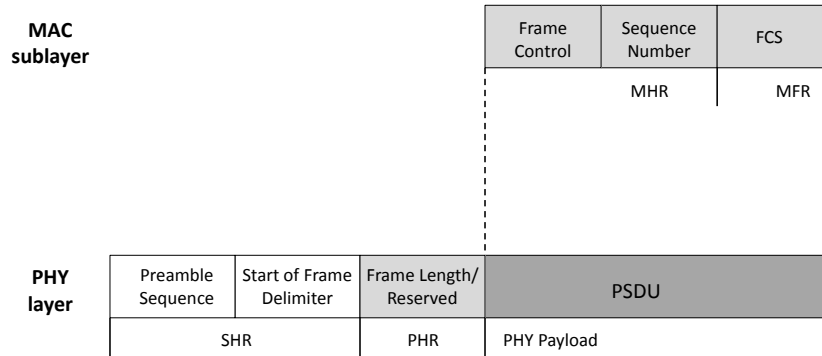 MAC
sublayer
Frame
Control
Sequence
Number
FCS
MHR
MFR
PHY
layer
Preamble
Sequence
Start of Frame
Delimiter
Frame Length/
Reserved
PSDU
SHR
PHR
PHY Payload